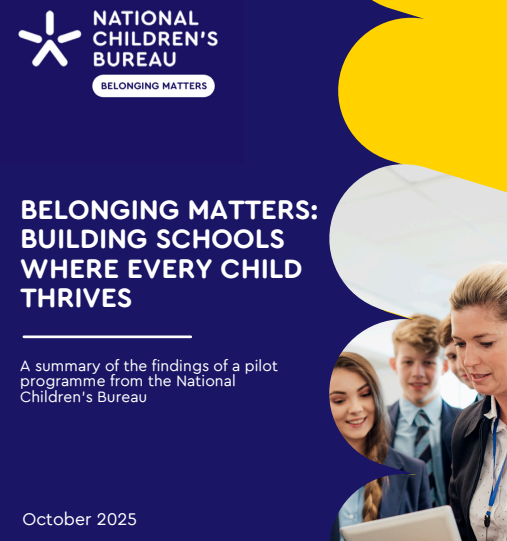 NATIONAL
CHILDREN'S
BUREAU
BELONGING MATTERS
BELONGING MATTERS:
BUILDING SCHOOLS
WHERE EVERY CHILD
THRIVES
A summary of the findings of a pilot
programme from the National
Children's Bureau
October 2025